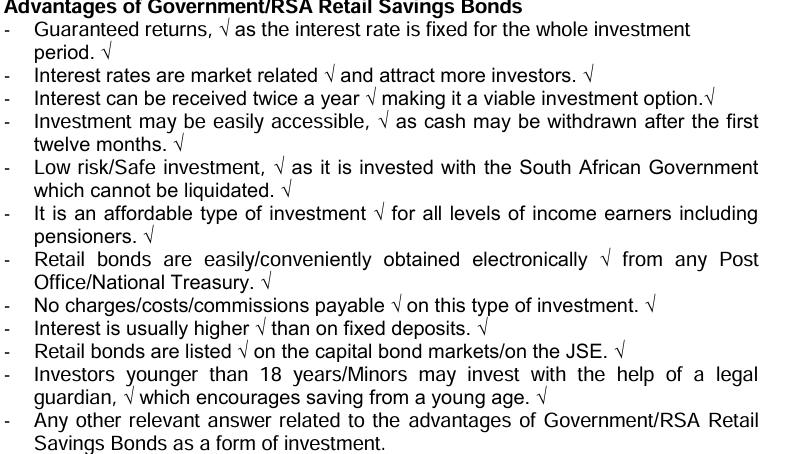 Advantages of Government/RSA Retail Savings Bonds
- Guaranteed returns, √ as the interest rate is fixed for the whole investment
period. √
- Interest rates are market related √ and attract more investors. √
- Interest can be received twice a year √ making it a viable investment option.√
- Investment may be easily accessible, √ as cash may be withdrawn after the first
twelve months. √
- Low risk/Safe investment, √ as it is invested with the South African Government
which cannot be liquidated. √
- It is an affordable type of investment √ for all levels of income earners including
pensioners. √
- Retail bonds are easily/conveniently obtained electronically √ from any Post
Office/National Treasury. √
- No charges/costs/commissions payable √ on this type of investment. √
- Interest is usually higher √ than on fixed deposits. √
- Retail bonds are listed √ on the capital bond markets/on the JSE. √
- Investors younger than 18 years/Minors may invest with the help of a legal
guardian, √ which encourages saving from a young age. √
- Any other relevant answer related to the advantages of Government/RSA Retail
Savings Bonds as a form of investment.